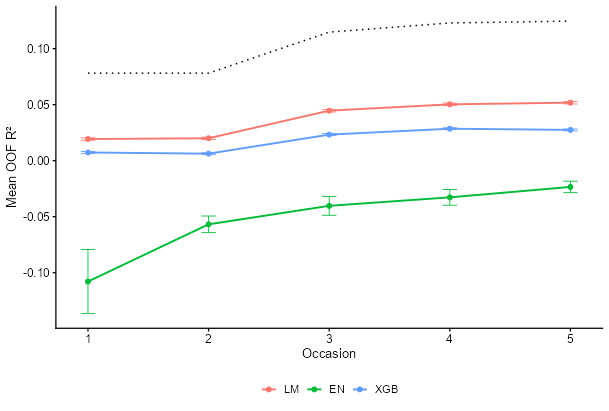 Mean OOF R²
0.10
0.05
0.00
-0.05
-0.10
1 2 3 4 5
Occasion
LM EN XGB